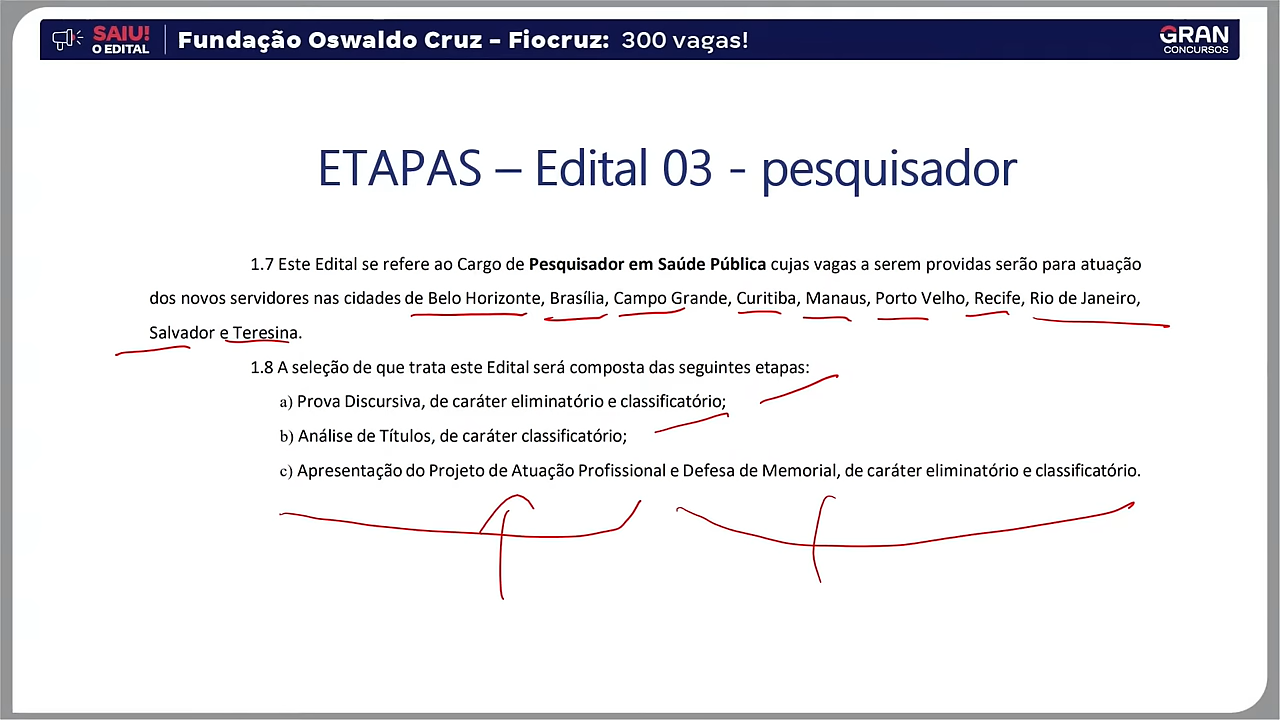 SAIU!
O EDITAL
Fundação Oswaldo Cruz – Fiocruz: 300 vagas!
GRAN
CONCURSOS
ETAPAS – Edital 03 - pesquisador
1.7 Este Edital se refere ao Cargo de Pesquisador em Saúde Pública cujas vagas a serem providas serão para atuação
dos novos servidores nas cidades de Belo Horizonte, Brasília, Campo Grande, Curitiba, Manaus, Porto Velho, Recife, Rio de Janeiro,
Salvador e Teresina.
1.8 A seleção de que trata este Edital será composta das seguintes etapas:
a) Prova Discursiva, de caráter eliminatório e classificatório;
b) Análise de Títulos, de caráter classificatório;
c) Apresentação do Projeto de Atuação Profissional e Defesa de Memorial, de caráter eliminatório e classificatório.